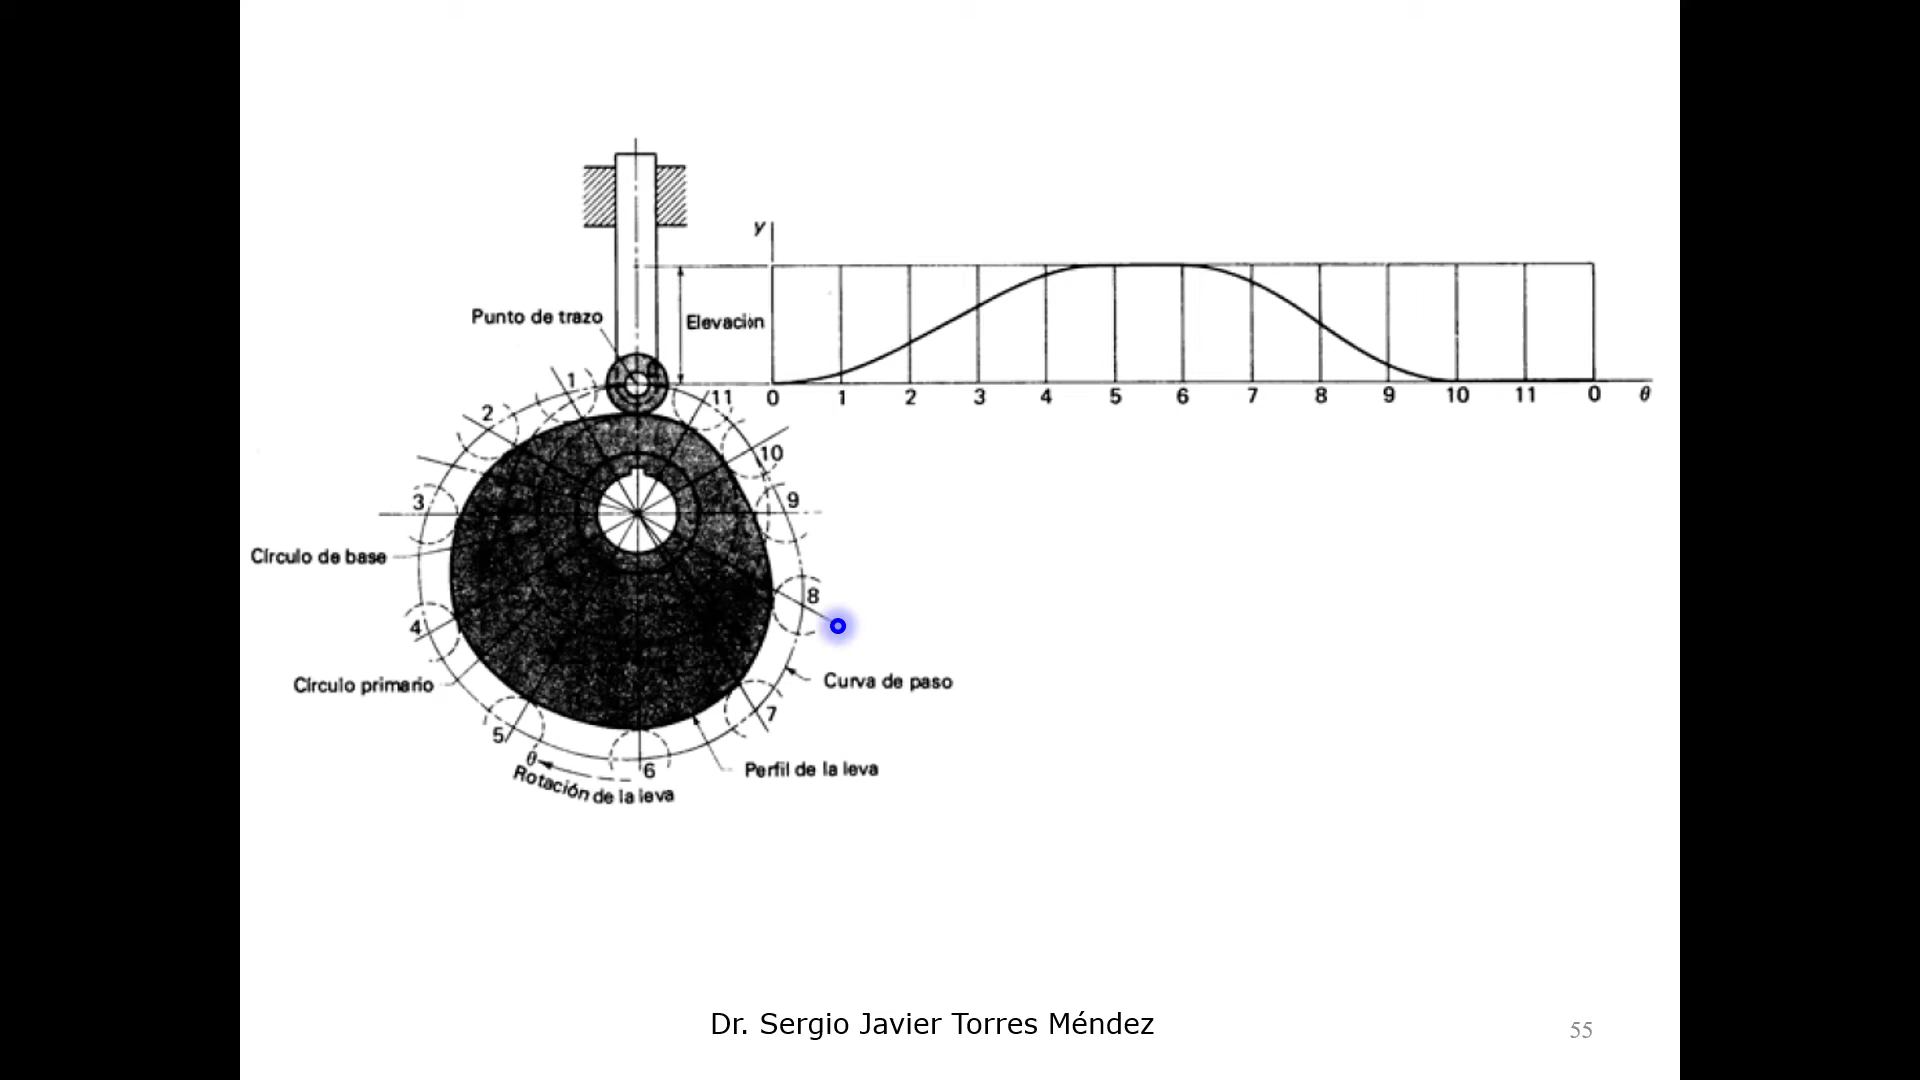 y
Punto de trazo
Elevación
0 1 2 3 4 5 6 7 8 9 10 11 0 θ
1
11
2
10
3
9
Círculo de base
8
4
Círculo primario
Curva de paso
7
5
θ
6
Perfil de la leva
Rotación de la leva
Dr. Sergio Javier Torres Méndez
55